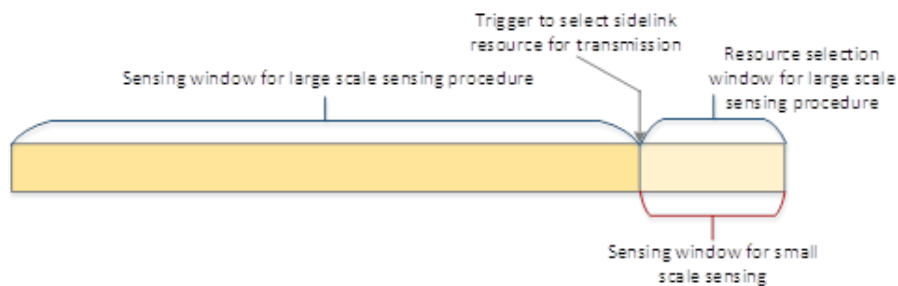 Trigger to select sidelink
resource for transmission
Sensing window for large scale sensing procedure
Resource selection
window for large scale
sensing procedure
Sensing window for small
scale sensing